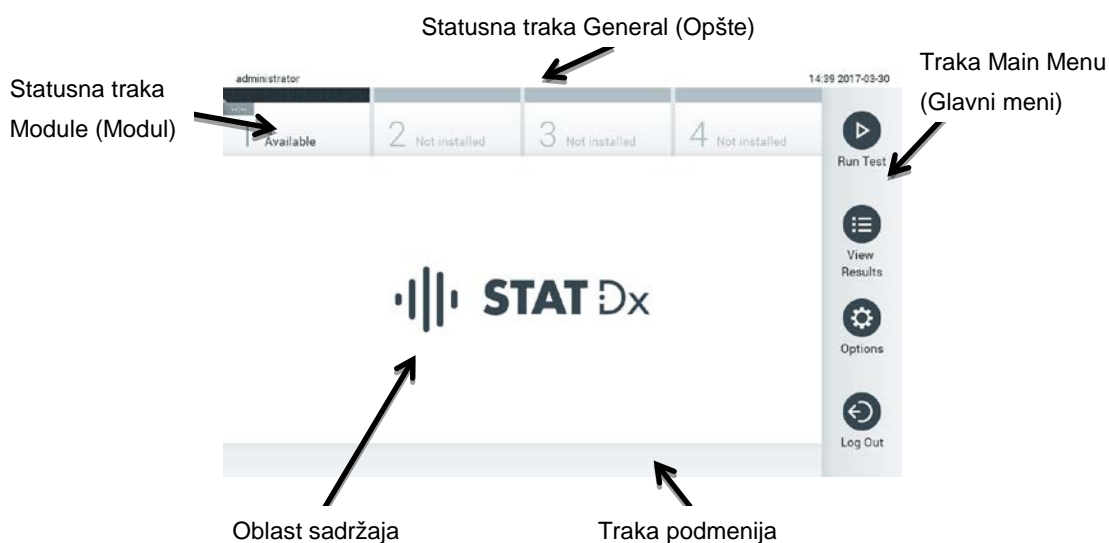 Statusna traka General (Opšte)
Statusna traka
Module (Modul)
Traka Main Menu
(Glavni meni)
administrator
14:39 2017-03-30
1 Available
2 Not installed
3 Not installed
4 Not installed
Run Test
View
Results
Options
Log Out
STAT Dx
Oblast sadržaja
Traka podmenija